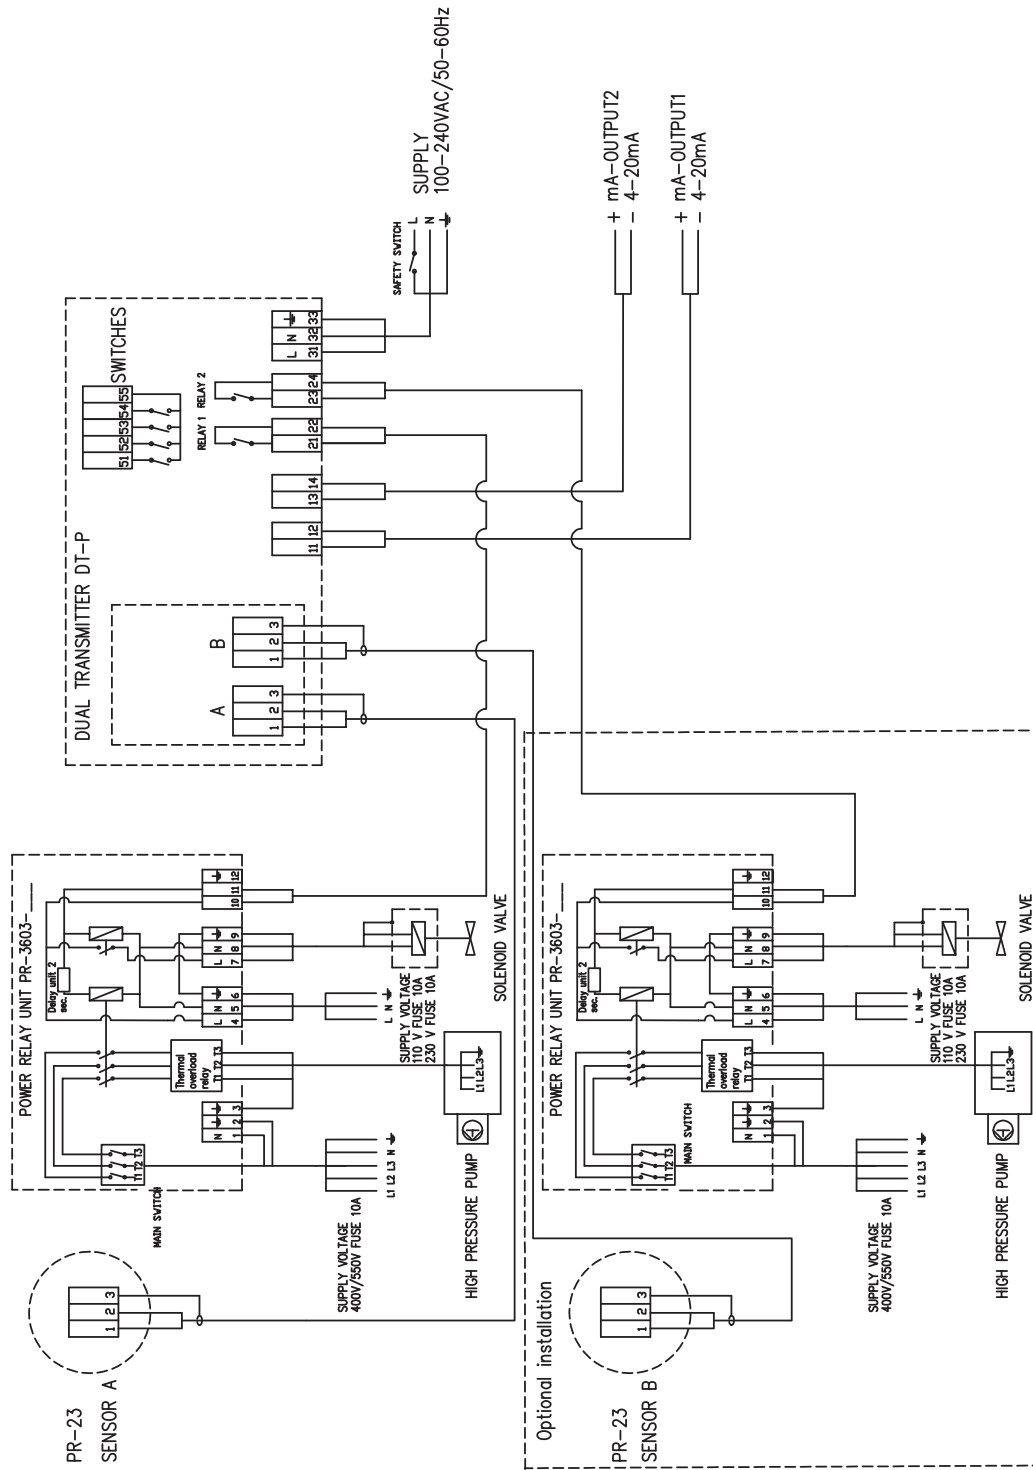 DUAL TRANSMITTER DT-P
A
1 2 3
B
1 2 3
11 12
13 14
21 22
23 24
L N
31 32 33
RELAY 1 RELAY 2
51 52 53 54 55
SWITCHES
SAFETY SWITCH
L
N
SUPPLY
100-240VAC/50-60Hz
+ mA-OUTPUT2
- 4-20mA
+ mA-OUTPUT1
- 4-20mA
PR-23
SENSOR A
1 2 3
POWER RELAY UNIT PR-3603-____
MAIN SWITCH
T1 T2 T3
Thermal
overload
relay
T1 T2 T3
Delay unit 2
sec.
N
1 2 3
L N
4 5 6
L N
7 8 9
10 11 12
L1 L2 L3 N
SUPPLY VOLTAGE
400V/550V FUSE 10A
L1 L2 L3
HIGH PRESSURE PUMP
L N
SUPPLY VOLTAGE
110 V FUSE 10A
230 V FUSE 10A
SOLENOID VALVE
Optional installation
PR-23
SENSOR B
1 2 3
POWER RELAY UNIT PR-3603-____
MAIN SWITCH
T1 T2 T3
Thermal
overload
relay
T1 T2 T3
Delay unit 2
sec.
N
1 2 3
L N
4 5 6
L N
7 8 9
10 11 12
L1 L2 L3 N
SUPPLY VOLTAGE
400V/550V FUSE 10A
L1 L2 L3
HIGH PRESSURE PUMP
L N
SUPPLY VOLTAGE
110 V FUSE 10A
230 V FUSE 10A
SOLENOID VALVE